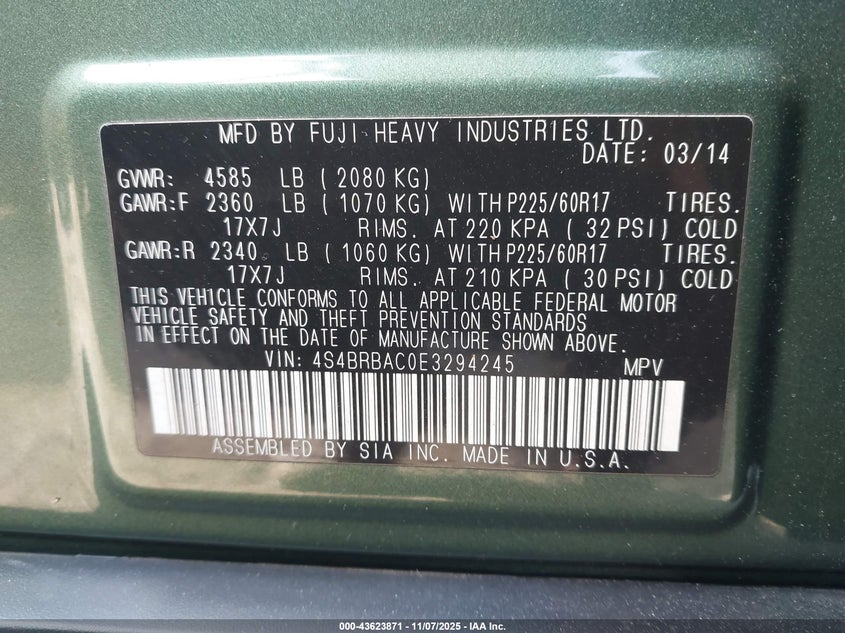 MFD BY FUJI HEAVY INDUSTRIES LTD.
DATE: 03/14
GVWR: 4585 LB ( 2080 KG)
GAWR:F 2360 LB ( 1070 KG) WITH P225/60R17 TIRES.
17X7J RIMS. AT 220 KPA ( 32 PSI) COLD
GAWR:R 2340 LB ( 1060 KG) WITH P225/60R17 TIRES.
17X7J RIMS. AT 210 KPA ( 30 PSI) COLD
THIS VEHICLE CONFORMS TO ALL APPLICABLE FEDERAL MOTOR
VEHICLE SAFETY AND THEFT PREVENTION STANDARDS
IN EFFECT ON THE DATE OF MANUFACTURE SHOWN ABOVE.
VIN: 4S4BRBAC0E3294245 MPV
ASSEMBLED BY SIA INC. MADE IN U.S.A.
000-43623871 — 11/07/2025 — IAA Inc.